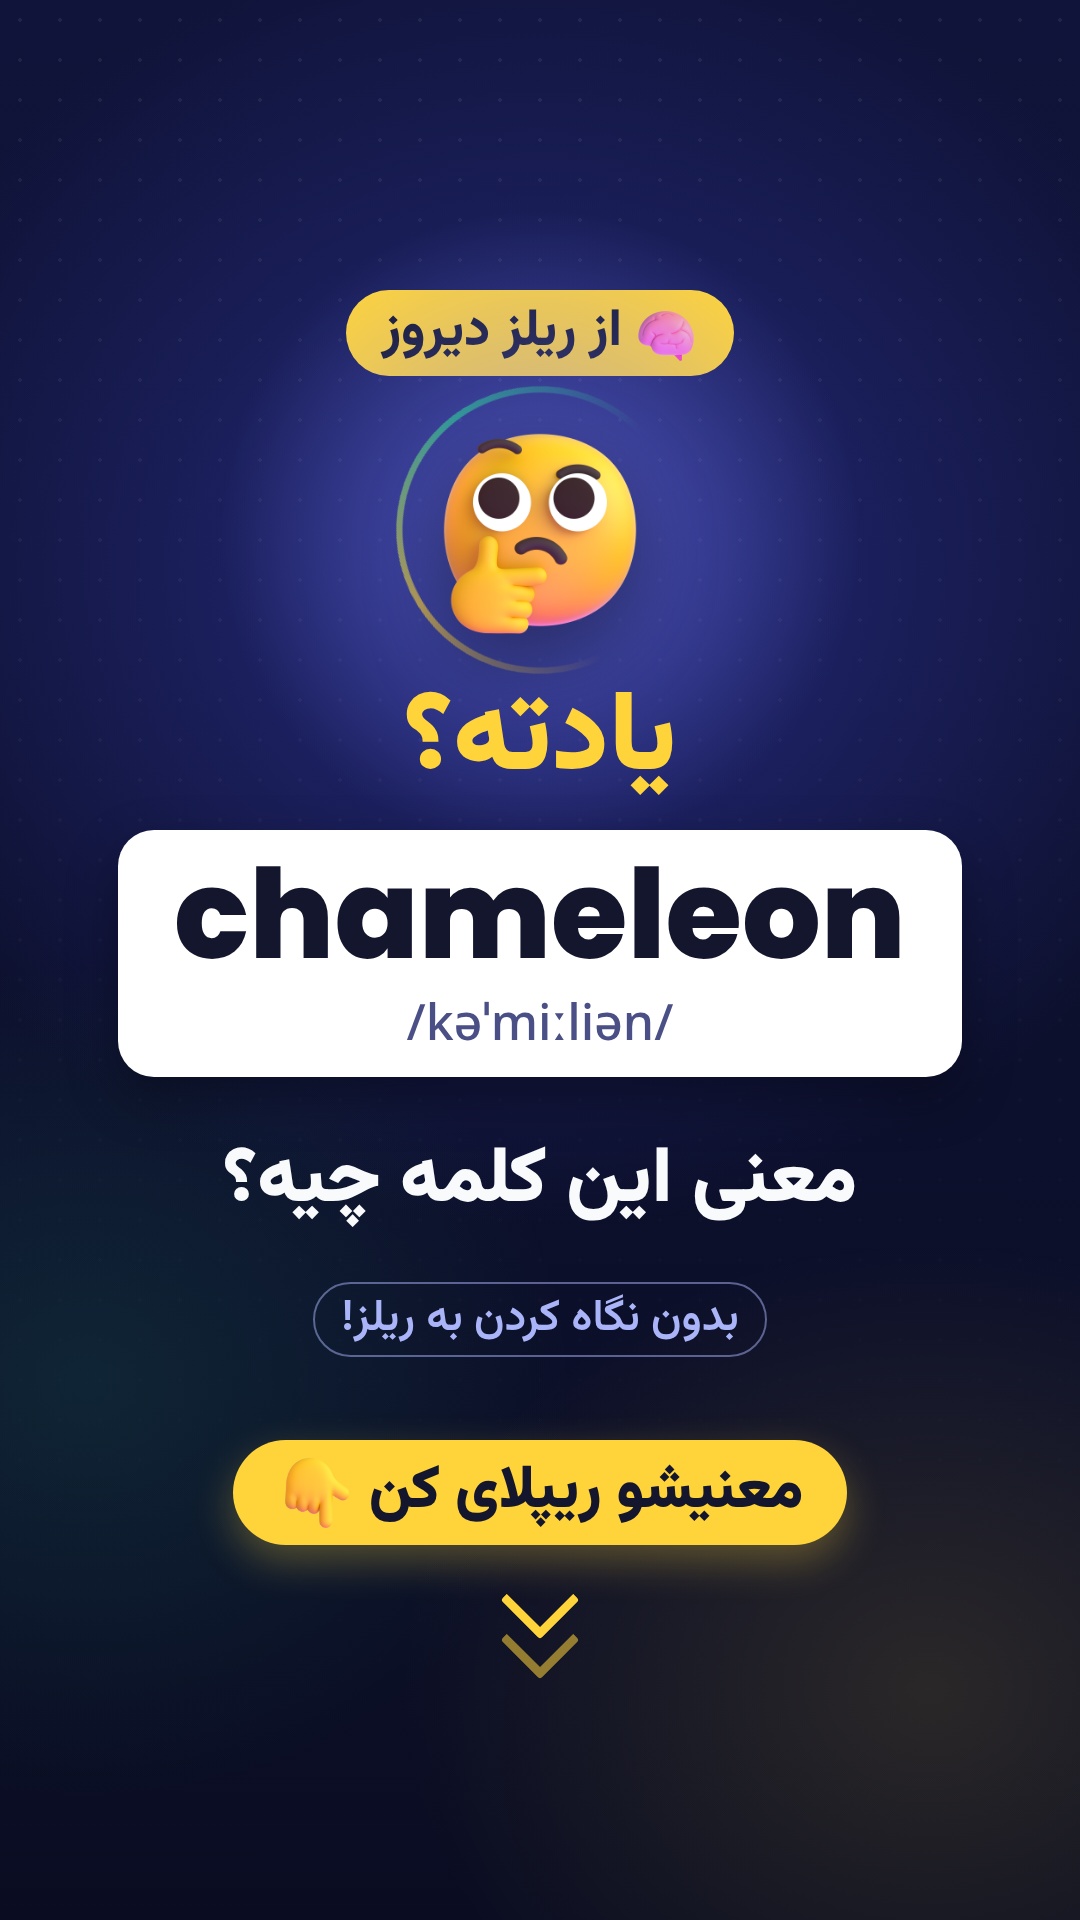 🧠 از ریلز دیروز
یادته؟
chameleon
/kəˈmiːliən/
معنی این کلمه چیه؟
بدون نگاه کردن به ریلز!
معنیشو ریپلای کن 👇